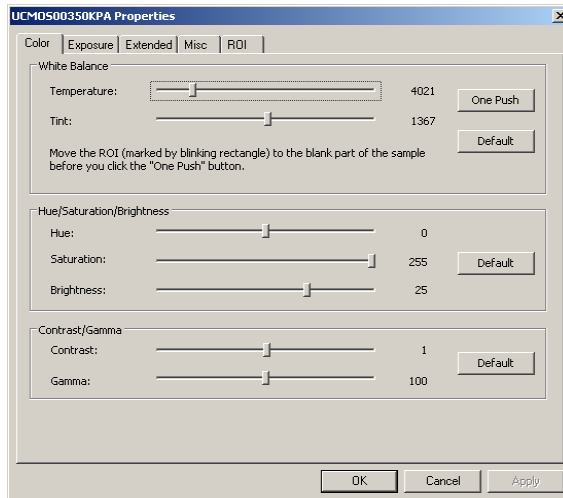 UCMOS00350KPA Properties
Color Exposure Extended Misc ROI
White Balance
Temperature: 4021 One Push
Tint: 1367
Default
Move the ROI (marked by blinking rectangle) to the blank part of the sample
before you click the "One Push" button.
Hue/Saturation/Brightness
Hue: 0
Saturation: 255 Default
Brightness: 25
Contrast/Gamma
Contrast: 1
Default
Gamma: 100
OK Cancel Apply